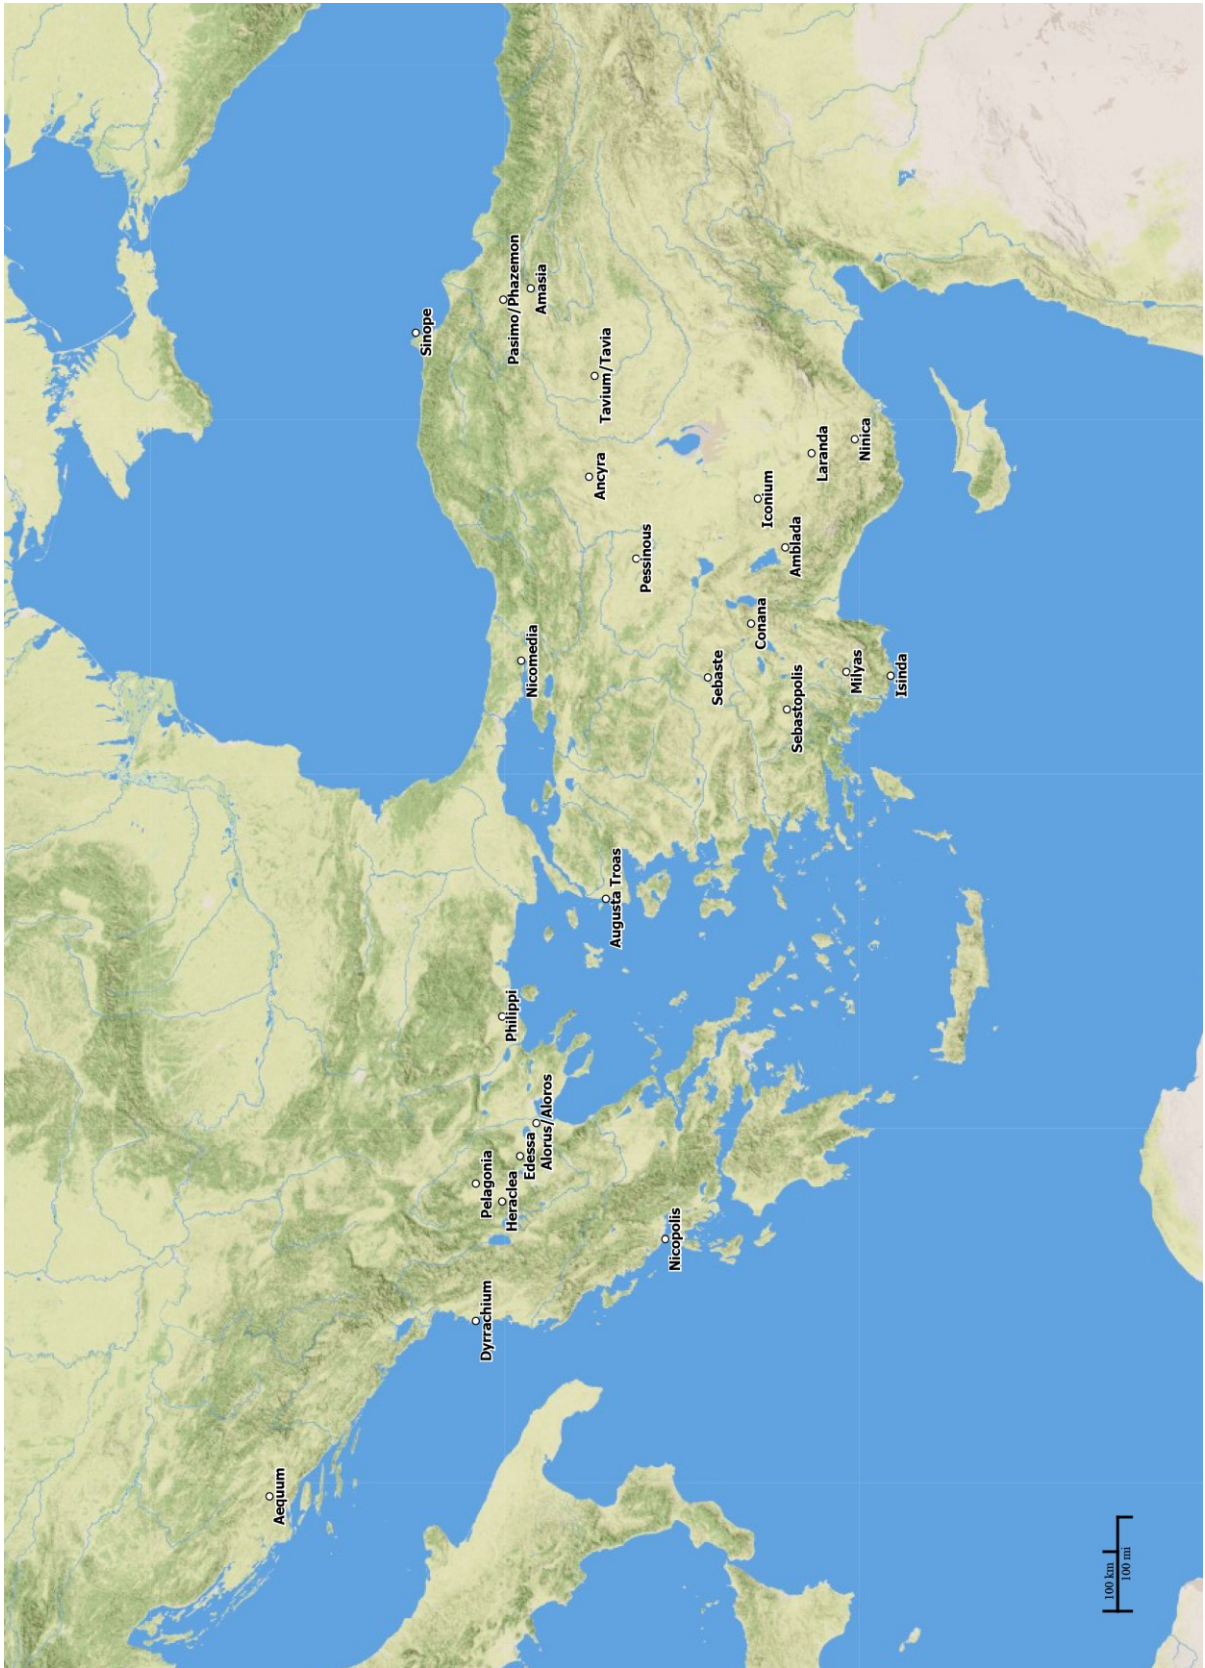 Sinope
Pasimo/Phazemon
Amasia
Tavium/Tavia
Ancyra
Laranda
Ninica
Iconium
Amblada
Pessinous
Conana
Nicomedia
Sebaste
Milyas
Isinda
Sebastopolis
Augusta Troas
Philippi
Alorus/Aloros
Edessa
Pelagonia
Heraclea
Nicopolis
Dyrrachium
Aequum
100 km
100 mi